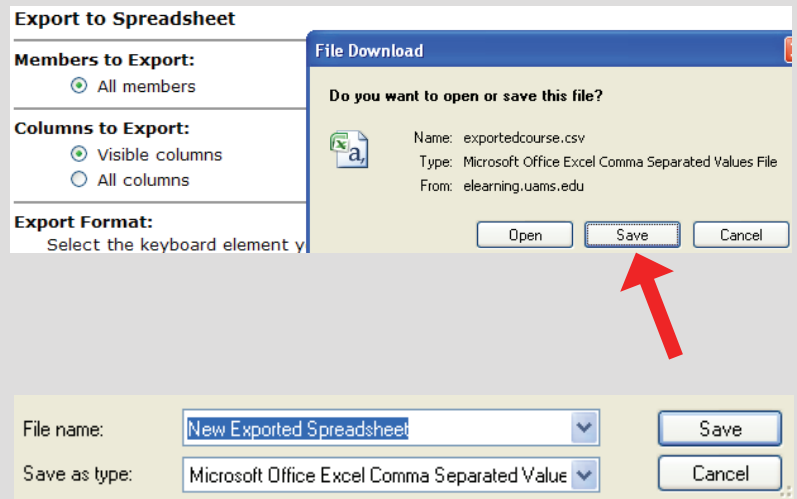 Export to Spreadsheet
Members to Export:
All members
Columns to Export:
Visible columns
All columns
Export Format:
Select the keyboard element y
File Download
Do you want to open or save this file?
a,
Name: exportedcourse.csv
Type: Microsoft Office Excel Comma Separated Values File
From: elearning.uams.edu
Open Save Cancel
File name: New Exported Spreadsheet Save
Save as type: Microsoft Office Excel Comma Separated Value Cancel